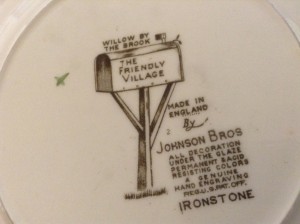 WILLOW BY
THE BROOK
THE
FRIENDLY
VILLAGE
MADE IN
ENGLAND
By
JOHNSON BROS
ALL DECORATION
UNDER THE GLAZE
PERMANENT & ACID
RESISTING COLORS
A GENUINE
HAND ENGRAVING
REG. U.S. PAT. OFF.
IRONSTONE